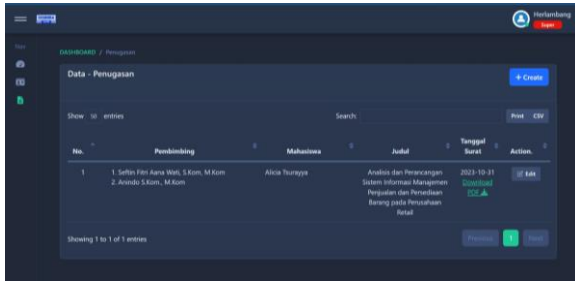 Herlambang
Super
DASHBOARD / Penugasan
Data - Penugasan
+ Create
Show 10 entries
Search:
Print CSV
No. Pembimbing Mahasiswa Judul Tanggal Surat Action.
1 1. Seftin Fitri Aana Wati, S.Kom, M.Kom Alicia Tsurayya Analisis dan Perancangan 2023-10-31 Edit
2. Anindo S.Kom., M.Kom Sistem Informasi Manajemen Download
Penjualan dan Persediaan PDF
Barang pada Perusahaan
Retail
Showing 1 to 1 of 1 entries
Previous 1 Next